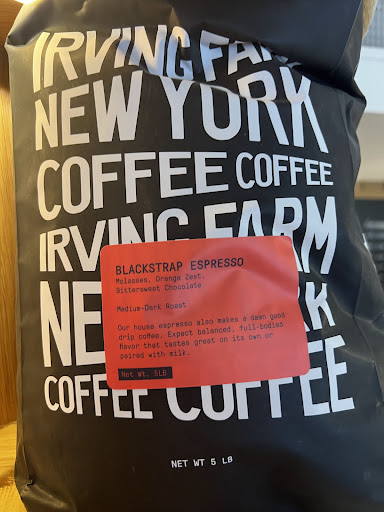 IRVING FARM
NEW YORK
COFFEE COFFEE
IRVING FARM
BLACKSTRAP ESPRESSO
Molasses, Orange Zest,
Bittersweet Chocolate
Medium-Dark Roast
Our house espresso also makes a damn good
drip coffee. Expect balanced, full-bodied
flavor that tastes great on its own or
paired with milk.
Net Wt. 5LB
NE RK
COFFEE COFFEE
NET WT 5 LB